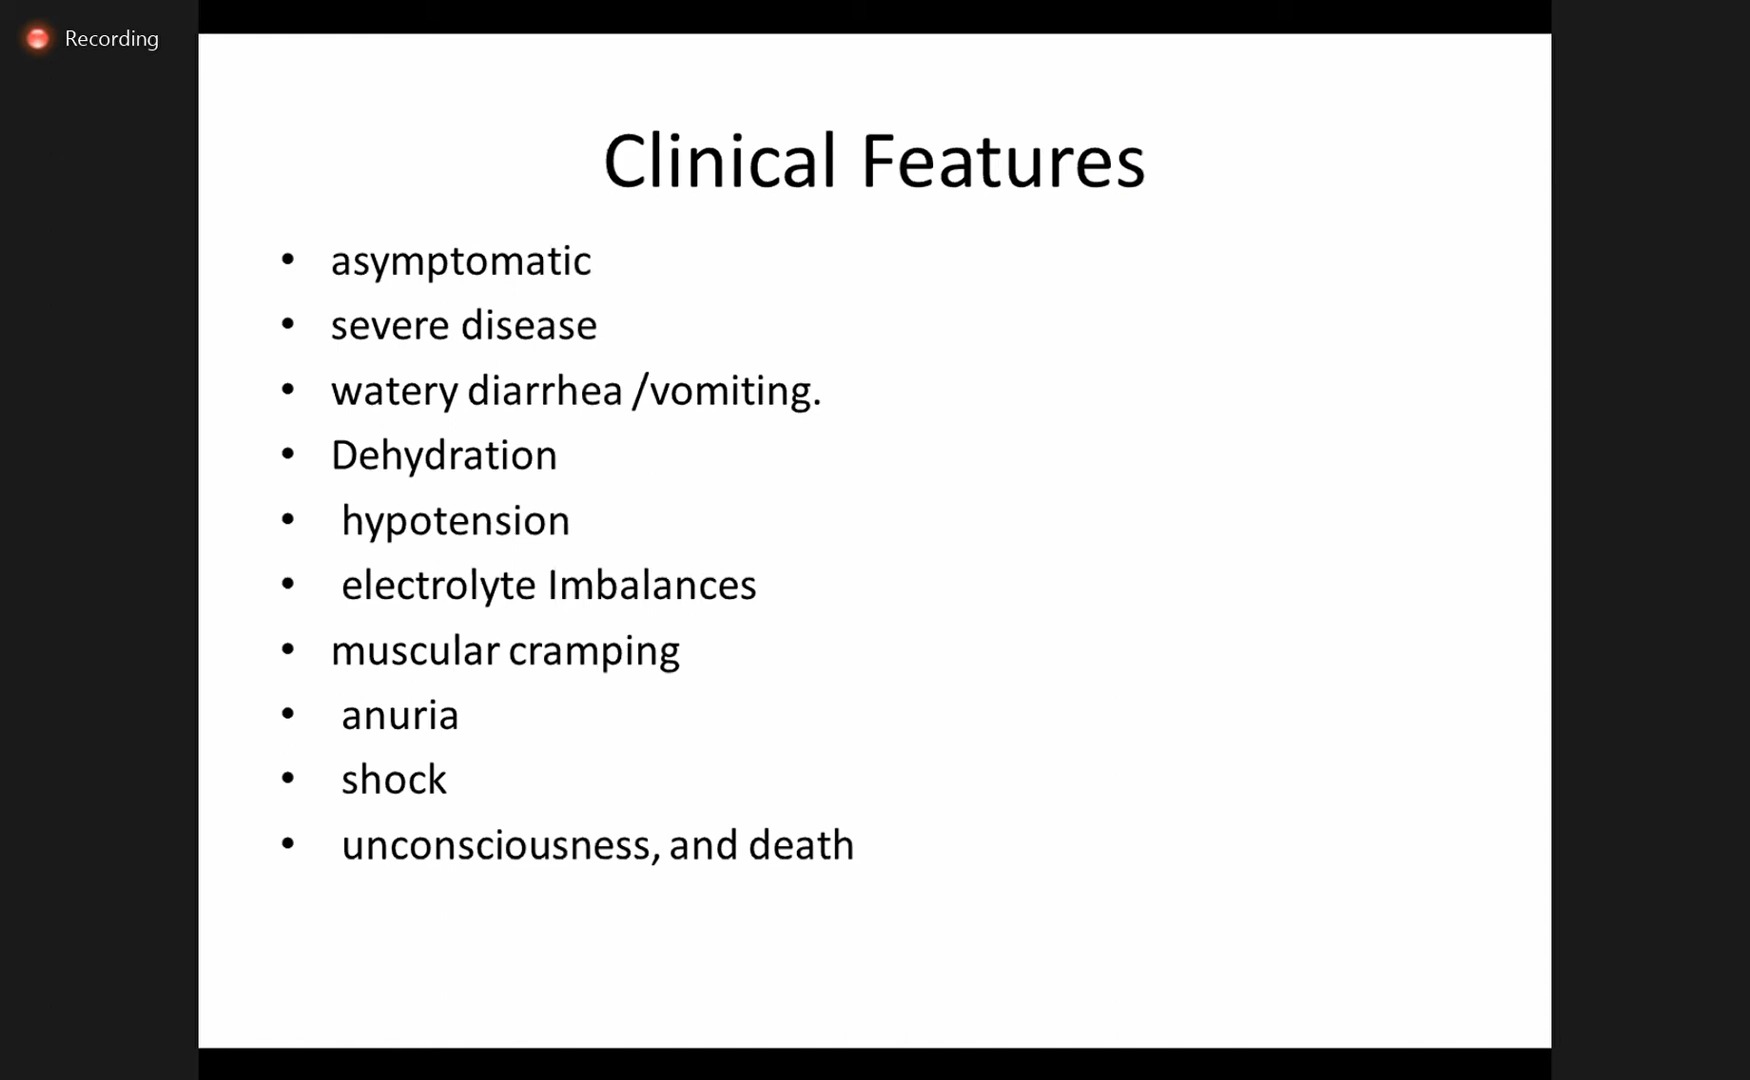 Recording
Clinical Features
• asymptomatic
• severe disease
• watery diarrhea /vomiting.
• Dehydration
• hypotension
• electrolyte Imbalances
• muscular cramping
• anuria
• shock
• unconsciousness, and death